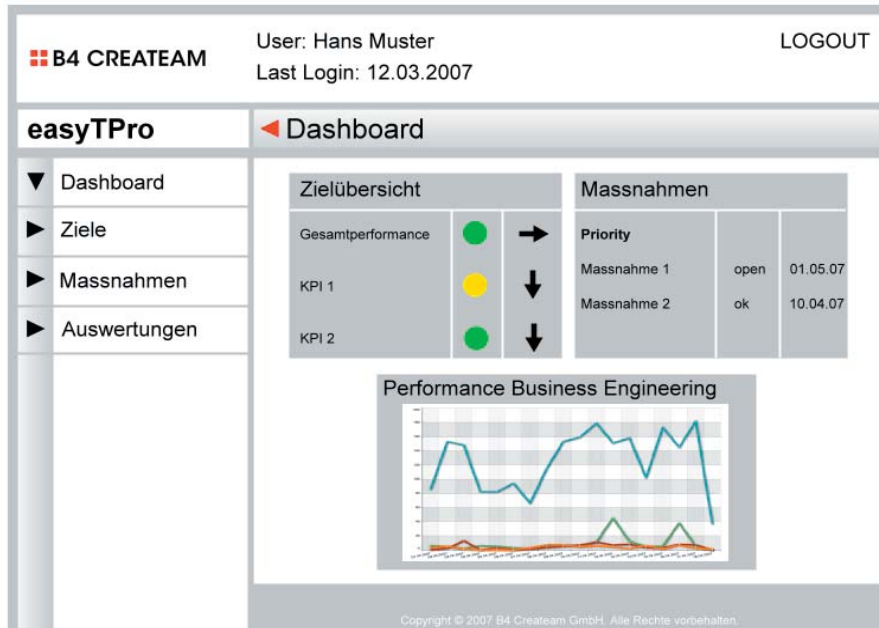 B4 CREATEAM
User: Hans Muster
Last Login: 12.03.2007
LOGOUT
easyTPro
Dashboard
Dashboard
Ziele
Massnahmen
Auswertungen
Zielübersicht
Gesamtperformance
KPI 1
KPI 2
Massnahmen
Priority
Massnahme 1 open 01.05.07
Massnahme 2 ok 10.04.07
Performance Business Engineering
Copyright © 2007 B4 Createam GmbH. Alle Rechte vorbehalten.